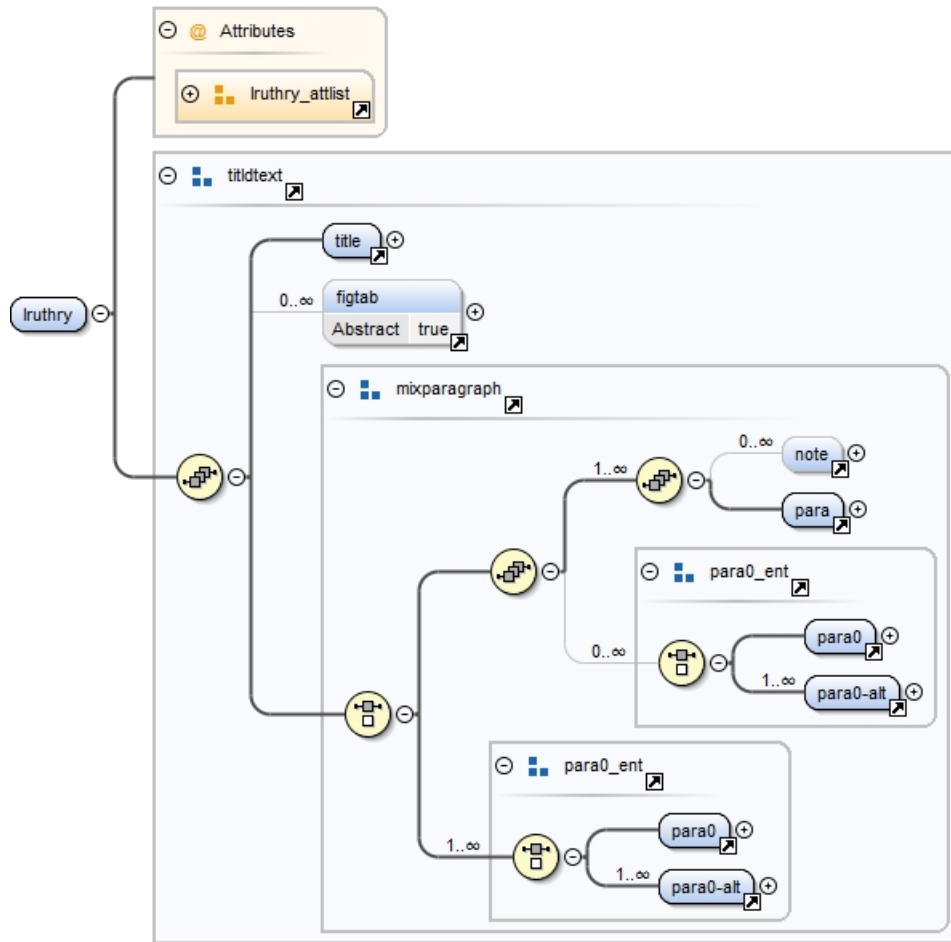 Attributes
lruthry_attlist
titldtext
title
0..∞
figtab
Abstract true
lruthry
mixparagraph
0..∞
note
1..∞
para
para0_ent
0..∞
para0
1..∞
para0-alt
para0_ent
1..∞
para0
1..∞
para0-alt